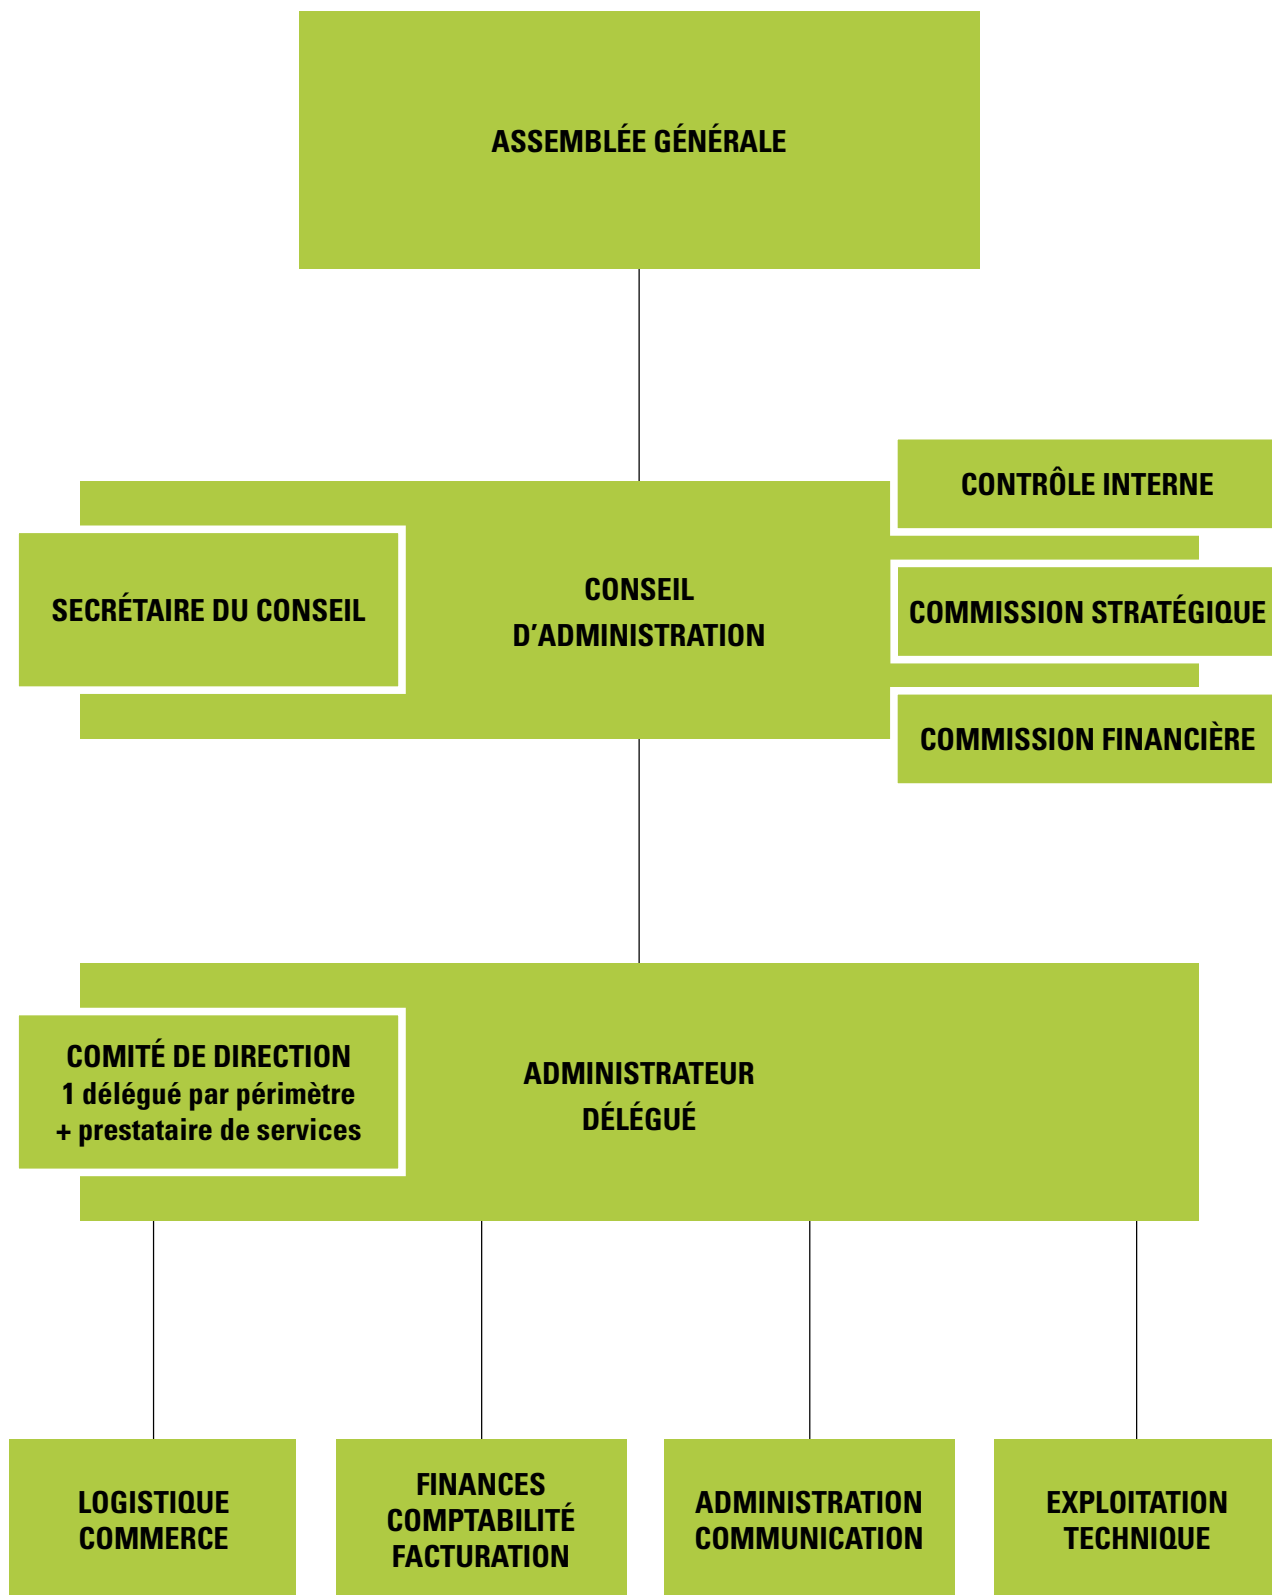 ASSEMBLÉE GÉNÉRALE
CONTRÔLE INTERNE
SECRÉTAIRE DU CONSEIL
CONSEIL
D’ADMINISTRATION
COMMISSION STRATÉGIQUE
COMMISSION FINANCIÈRE
COMITÉ DE DIRECTION
1 délégué par périmètre
+ prestataire de services
ADMINISTRATEUR
DÉLÉGUÉ
LOGISTIQUE
COMMERCE
FINANCES
COMPTABILITÉ
FACTURATION
ADMINISTRATION
COMMUNICATION
EXPLOITATION
TECHNIQUE